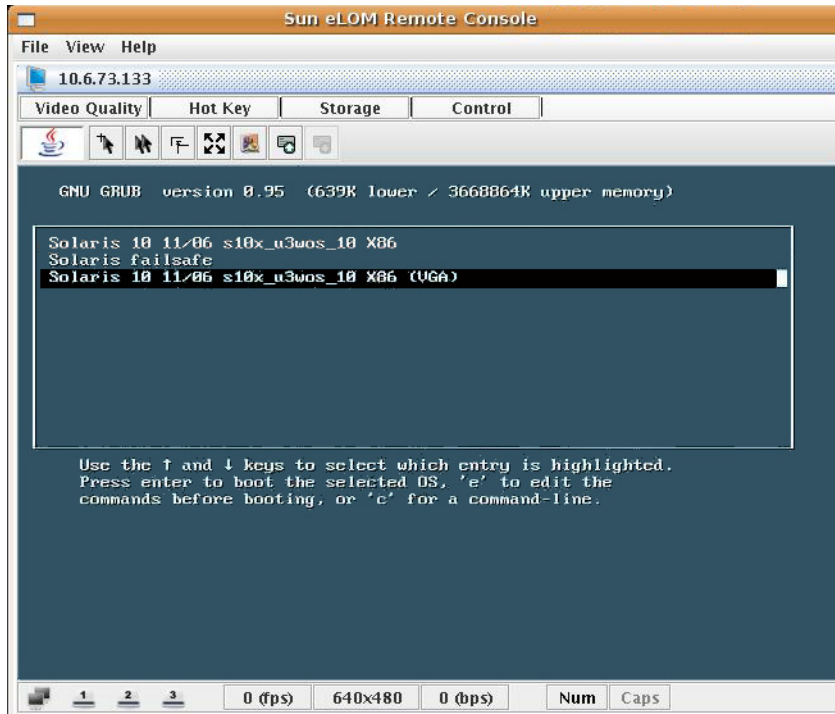 Sun eLOM Remote Console
File View Help
10.6.73.133
Video Quality Hot Key Storage Control
GNU GRUB version 0.95 (639K lower / 3668864K upper memory)
Solaris 10 11/06 s10x_u3wos_10 X86
Solaris failsafe
Solaris 10 11/06 s10x_u3wos_10 X86 (VGA)
Use the ↑ and ↓ keys to select which entry is highlighted.
Press enter to boot the selected OS, 'e' to edit the
commands before booting, or 'c' for a command-line.
1 2 3 0 (fps) 640x480 0 (bps) Num Caps